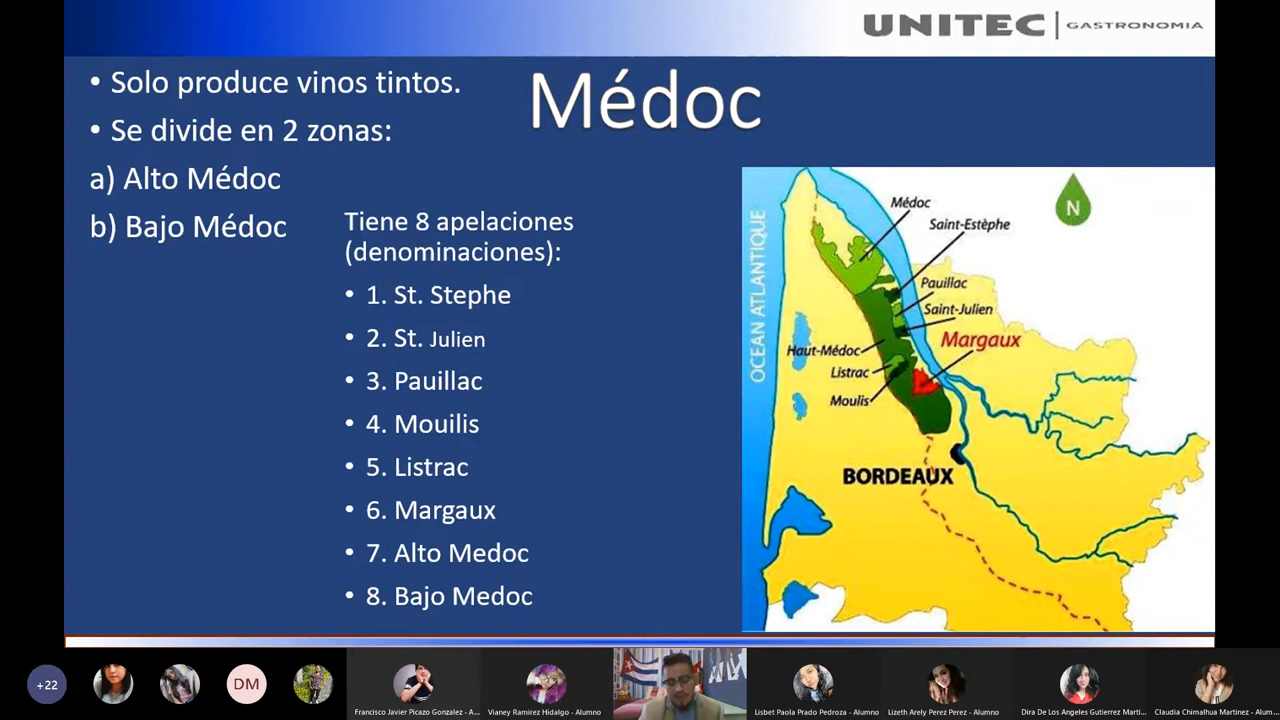 UNITEC | GASTRONOMIA
• Solo produce vinos tintos.
Médoc
• Se divide en 2 zonas:
a) Alto Médoc
b) Bajo Médoc
Tiene 8 apelaciones
(denominaciones):
• 1. St. Stephe
• 2. St. Julien
• 3. Pauillac
• 4. Mouilis
• 5. Listrac
• 6. Margaux
• 7. Alto Medoc
• 8. Bajo Medoc
N
OCEAN ATLANTIQUE
Médoc
Saint-Estèphe
Pauillac
Saint-Julien
Margaux
Haut-Médoc
Listrac
Moulis
BORDEAUX
+22
DM
Francisco Javier Picazo Gonzalez - A...
Vianey Ramirez Hidalgo - Alumno
Lisbet Paola Prado Pedroza - Alumno
Lizeth Arely Perez Perez - Alumno
Dira De Los Angeles Gutierrez Marti...
Claudia Chimalhua Martinez - Alum...